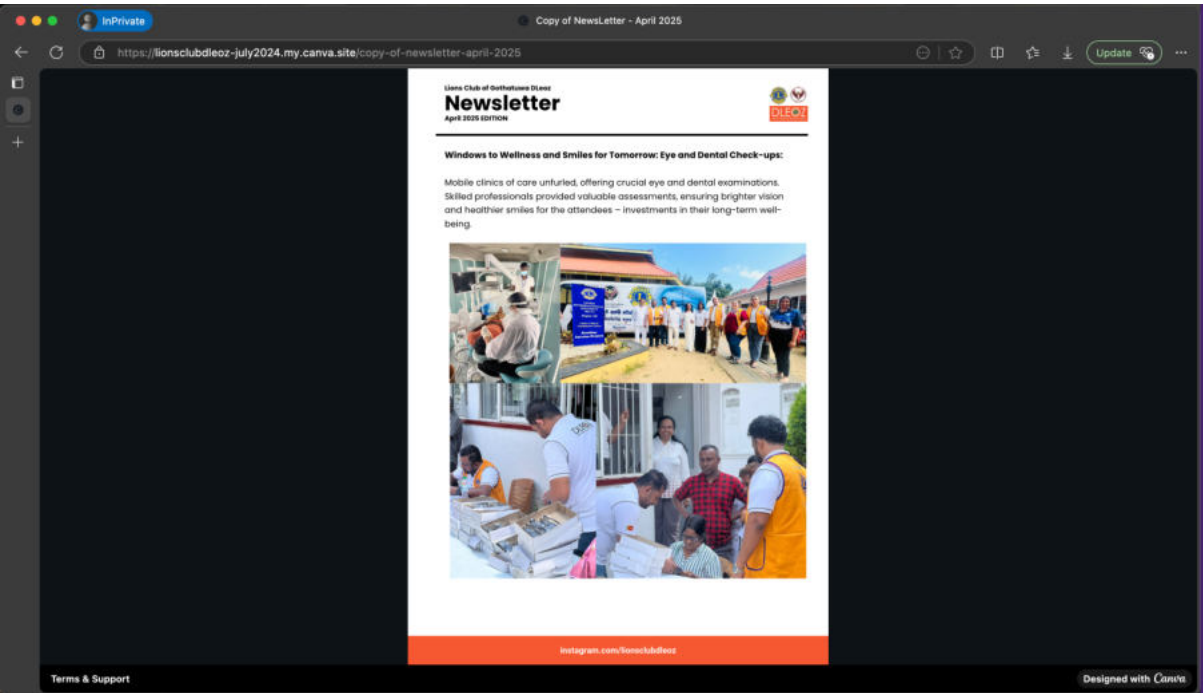 InPrivate
Copy of NewsLetter - April 2025
https://lionsclubdleoz-july2024.my.canva.site/copy-of-newsletter-april-2025
Update
Lions Club of Gothatuwa DLeoz
Newsletter
April 2025 EDITION
DLEOZ
Windows to Wellness and Smiles for Tomorrow: Eye and Dental Check-ups:
Mobile clinics of care unfurled, offering crucial eye and dental examinations.
Skilled professionals provided valuable assessments, ensuring brighter vision
and healthier smiles for the attendees – investments in their long-term well-
being.
instagram.com/lionsclubdleoz
Terms & Support
Designed with Canva